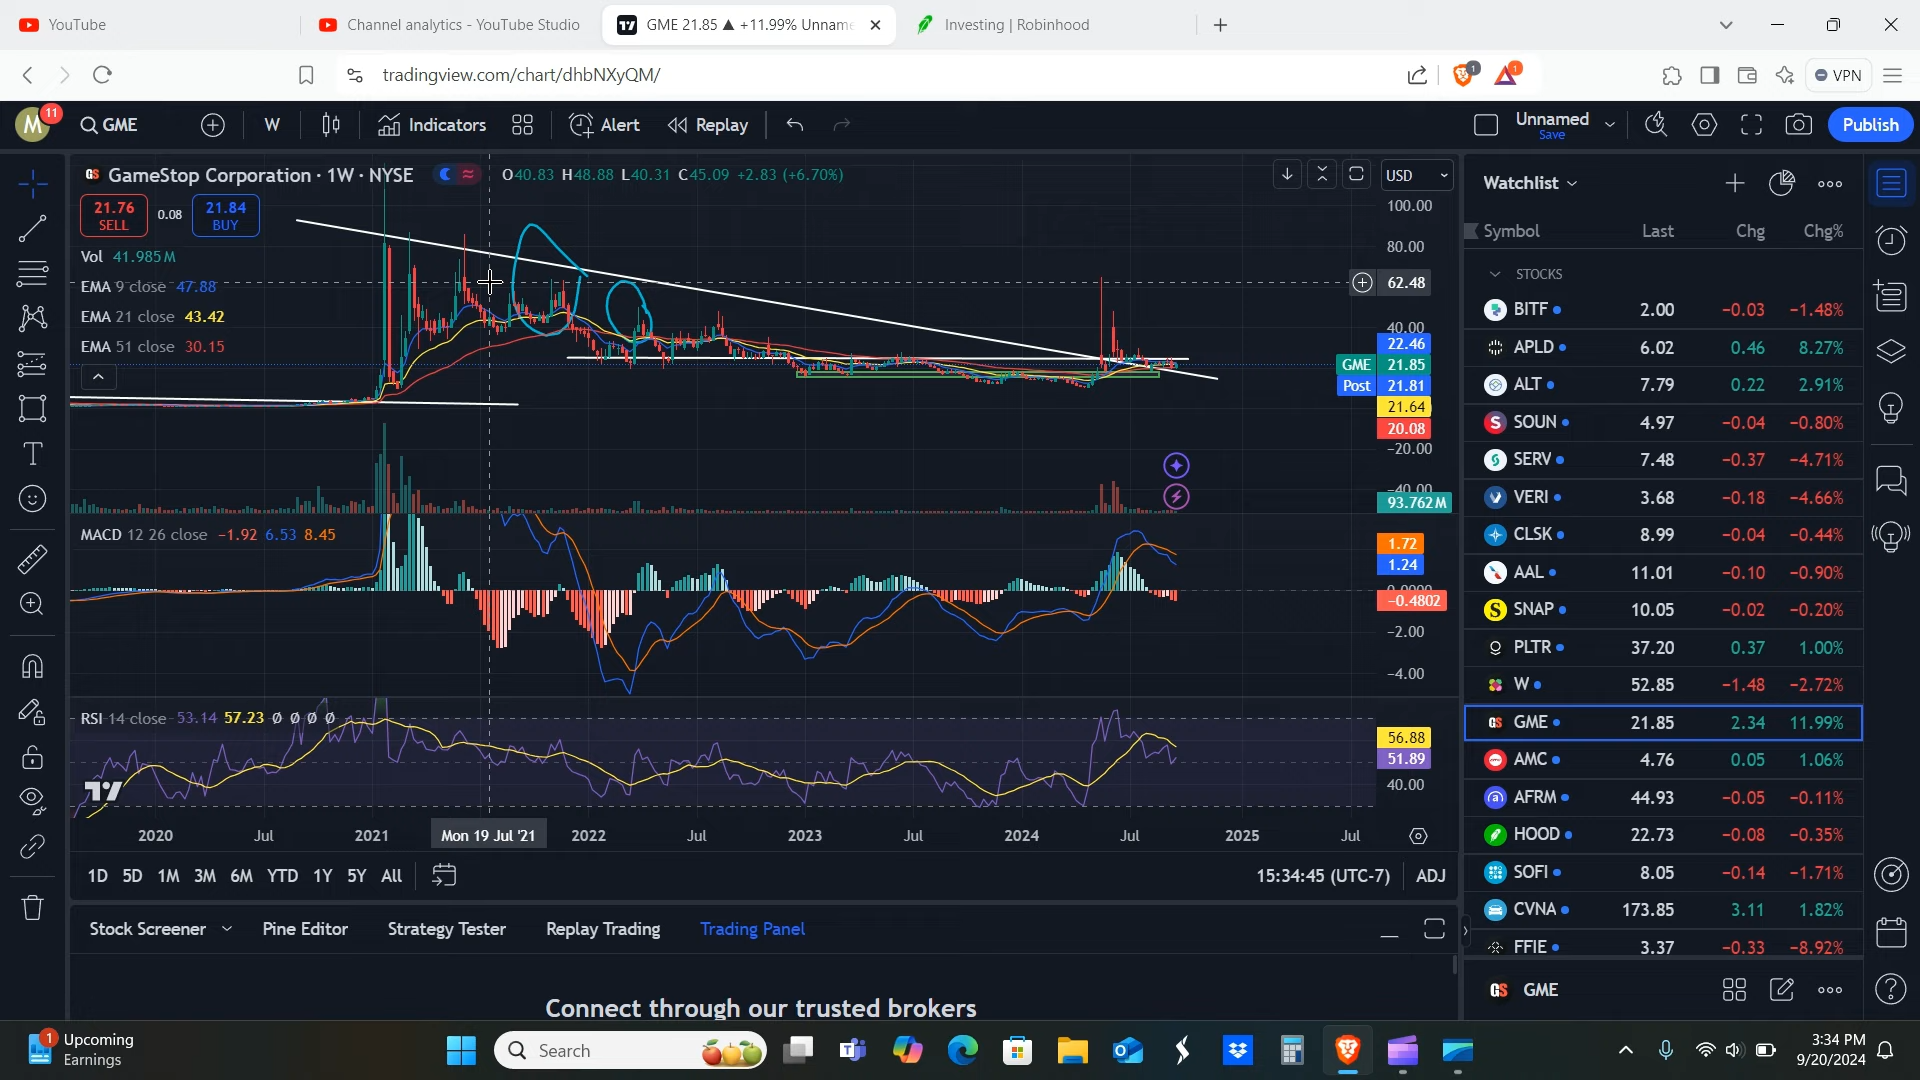 YouTube
Channel analytics - YouTube Studio
GME 21.85 ▲ +11.99% Unname
Investing | Robinhood
tradingview.com/chart/dhbNXyQM/
1
1
VPN
M
11
GME
W
Indicators
Alert
Replay
Unnamed
Save
Publish
GameStop Corporation · 1W · NYSE
O40.83 H48.88 L40.31 C45.09 +2.83 (+6.70%)
USD
21.76
SELL
0.08
21.84
BUY
Vol 41.985M
EMA 9 close 47.88
EMA 21 close 43.42
EMA 51 close 30.15
100.00
80.00
62.48
40.00
22.46
GME 21.85
Post 21.81
21.64
20.08
−20.00
−40.00
93.762M
MACD 12 26 close −1.92 6.53 8.45
1.72
1.24
0.0000
−0.4802
−2.00
−4.00
RSI 14 close 53.14 57.23 Ø Ø Ø Ø
56.88
51.89
40.00
2020
Jul
2021
Mon 19 Jul '21
2022
Jul
2023
Jul
2024
Jul
2025
Jul
1D 5D 1M 3M 6M YTD 1Y 5Y All
15:34:45 (UTC-7)
ADJ
Stock Screener
Pine Editor
Strategy Tester
Replay Trading
Trading Panel
Connect through our trusted brokers
Watchlist
Symbol Last Chg Chg%
STOCKS
BITF 2.00 −0.03 −1.48%
APLD 6.02 0.46 8.27%
ALT 7.79 0.22 2.91%
SOUN 4.97 −0.04 −0.80%
SERV 7.48 −0.37 −4.71%
VERI 3.68 −0.18 −4.66%
CLSK 8.99 −0.04 −0.44%
AAL 11.01 −0.10 −0.90%
SNAP 10.05 −0.02 −0.20%
PLTR 37.20 0.37 1.00%
W 52.85 −1.48 −2.72%
GME 21.85 2.34 11.99%
AMC 4.76 0.05 1.06%
AFRM 44.93 −0.05 −0.11%
HOOD 22.73 −0.08 −0.35%
SOFI 8.05 −0.14 −1.71%
CVNA 173.85 3.11 1.82%
FFIE 3.37 −0.33 −8.92%
GME
1
Upcoming
Earnings
Search
3:34 PM
9/20/2024